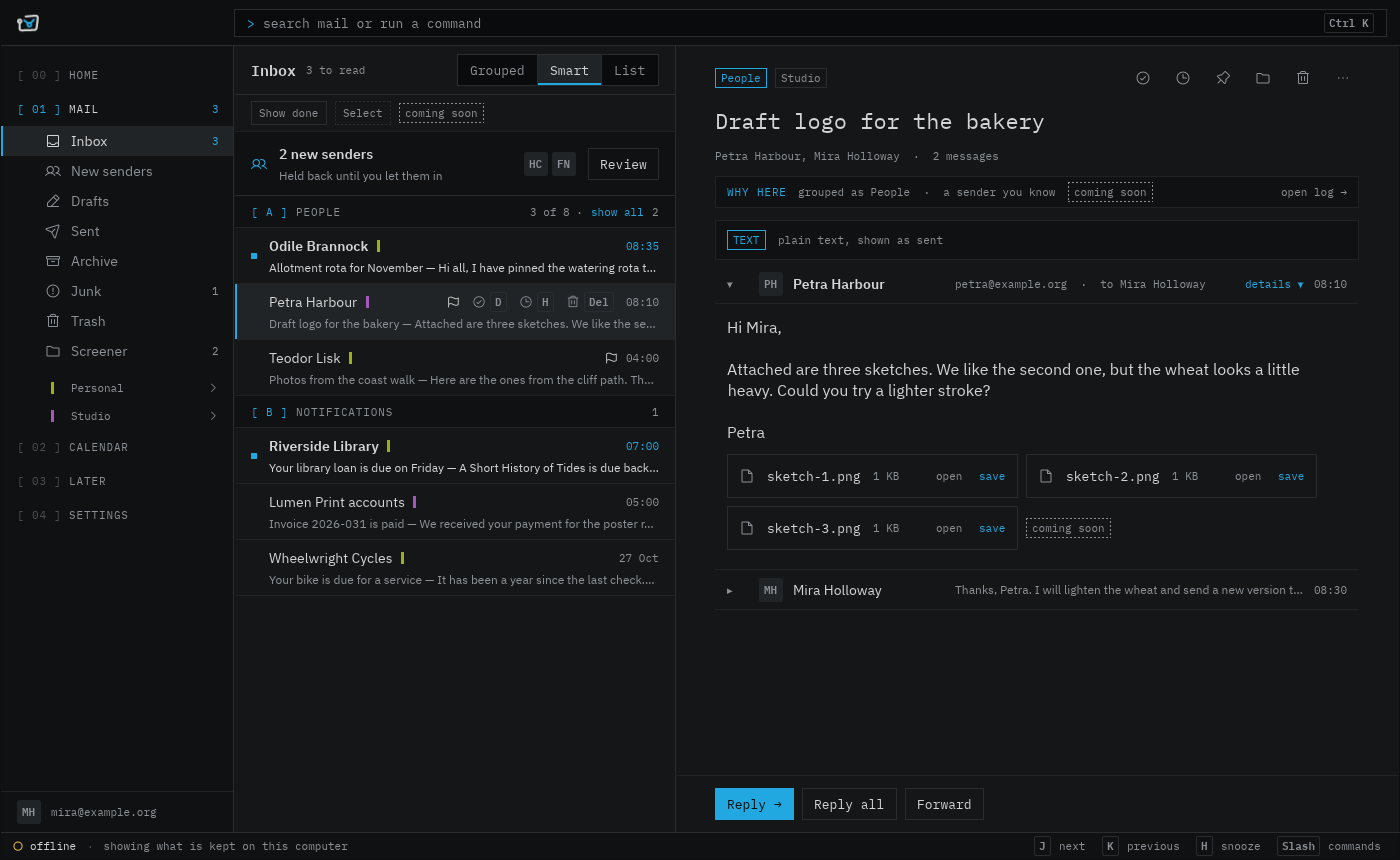 > search mail or run a command
Ctrl K
[ 00 ] HOME
[ 01 ] MAIL 3
Inbox 3
New senders
Drafts
Sent
Archive
Junk 1
Trash
Screener 2
Personal
Studio
[ 02 ] CALENDAR
[ 03 ] LATER
[ 04 ] SETTINGS
MH mira@example.org
Inbox 3 to read
Grouped Smart List
Show done Select coming soon
2 new senders
Held back until you let them in
HC FN Review
[ A ] PEOPLE 3 of 8 · show all 2
Odile Brannock 08:35
Allotment rota for November — Hi all, I have pinned the watering rota t...
Petra Harbour D H Del 08:10
Draft logo for the bakery — Attached are three sketches. We like the se...
Teodor Lisk 04:00
Photos from the coast walk — Here are the ones from the cliff path. Th...
[ B ] NOTIFICATIONS 1
Riverside Library 07:00
Your library loan is due on Friday — A Short History of Tides is due back...
Lumen Print accounts 05:00
Invoice 2026-031 is paid — We received your payment for the poster r...
Wheelwright Cycles 27 Oct
Your bike is due for a service — It has been a year since the last check....
People Studio
Draft logo for the bakery
Petra Harbour, Mira Holloway · 2 messages
WHY HERE grouped as People · a sender you know coming soon open log →
TEXT plain text, shown as sent
▾ PH Petra Harbour petra@example.org · to Mira Holloway details ▾ 08:10
Hi Mira,
Attached are three sketches. We like the second one, but the wheat looks a little
heavy. Could you try a lighter stroke?
Petra
sketch-1.png 1 KB open save
sketch-2.png 1 KB open save
sketch-3.png 1 KB open save
coming soon
▸ MH Mira Holloway Thanks, Petra. I will lighten the wheat and send a new version t... 08:30
Reply → Reply all Forward
offline · showing what is kept on this computer
J next K previous H snooze Slash commands